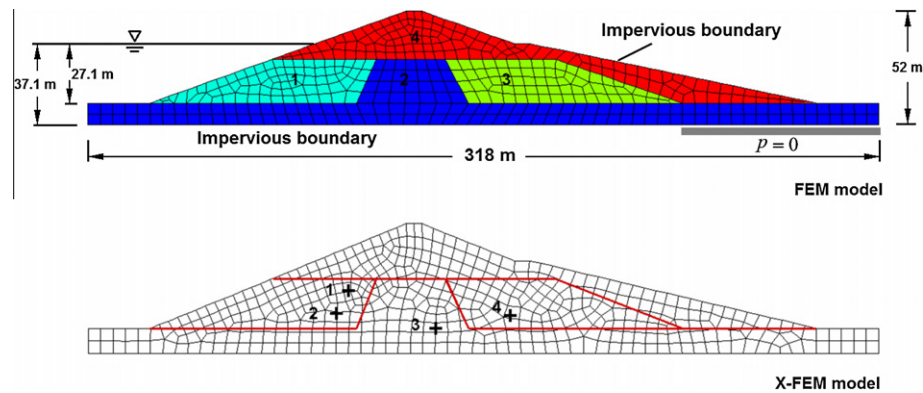 4
Impervious boundary
37.1 m
27.1 m
1
2
3
52 m
Impervious boundary
p = 0
318 m
FEM model
1
2
3
4
X-FEM model